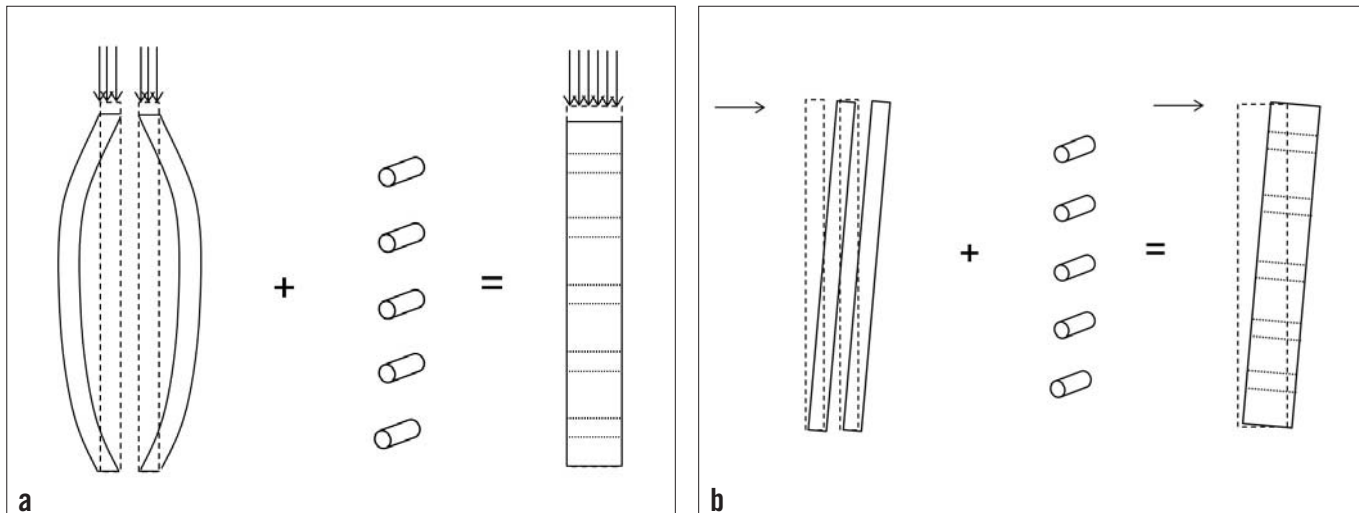 +
=
a
+
=
b